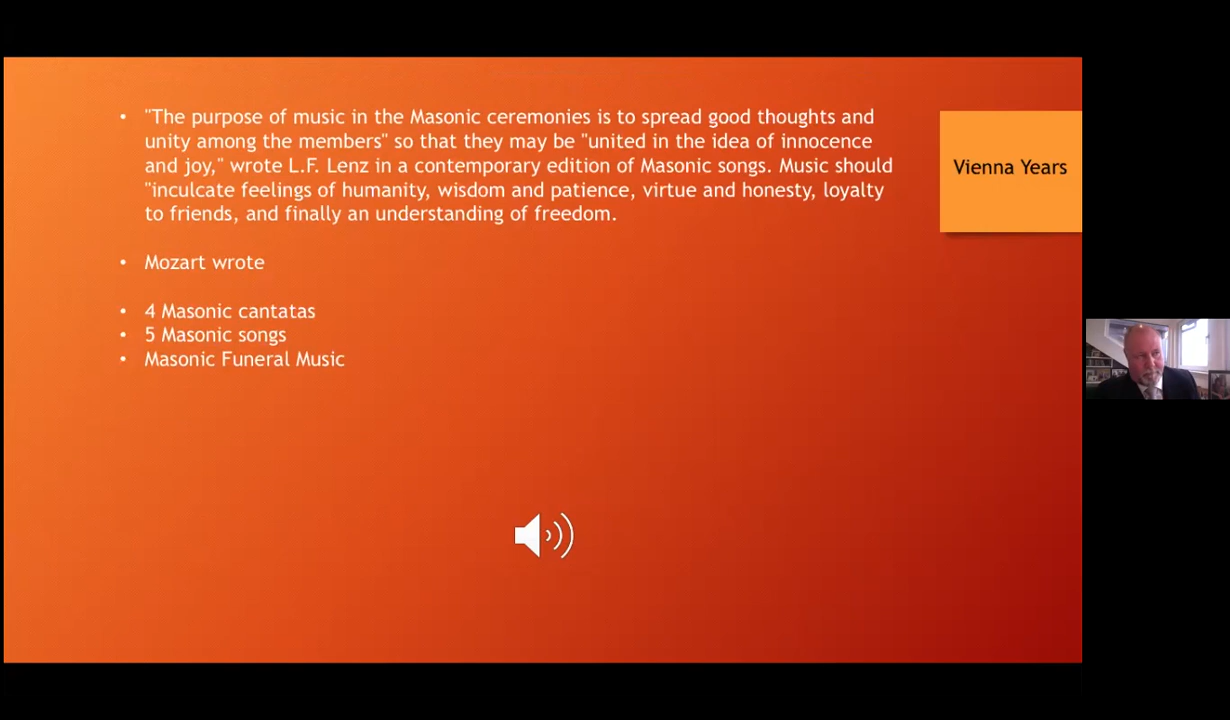 • "The purpose of music in the Masonic ceremonies is to spread good thoughts and
unity among the members" so that they may be "united in the idea of innocence
and joy," wrote L.F. Lenz in a contemporary edition of Masonic songs. Music should
"inculcate feelings of humanity, wisdom and patience, virtue and honesty, loyalty
to friends, and finally an understanding of freedom.
• Mozart wrote
• 4 Masonic cantatas
• 5 Masonic songs
• Masonic Funeral Music
Vienna Years